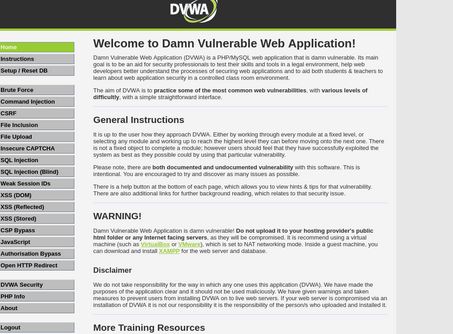 DVWA
Home
Instructions
Setup / Reset DB
Brute Force
Command Injection
CSRF
File Inclusion
File Upload
Insecure CAPTCHA
SQL Injection
SQL Injection (Blind)
Weak Session IDs
XSS (DOM)
XSS (Reflected)
XSS (Stored)
CSP Bypass
JavaScript
Authorisation Bypass
Open HTTP Redirect
DVWA Security
PHP Info
About
Logout
Welcome to Damn Vulnerable Web Application!
Damn Vulnerable Web Application (DVWA) is a PHP/MySQL web application that is damn vulnerable. Its main
goal is to be an aid for security professionals to test their skills and tools in a legal environment, help web
developers better understand the processes of securing web applications and to aid both students & teachers to
learn about web application security in a controlled class room environment.
The aim of DVWA is to practice some of the most common web vulnerabilities, with various levels of
difficultly, with a simple straightforward interface.
General Instructions
It is up to the user how they approach DVWA. Either by working through every module at a fixed level, or
selecting any module and working up to reach the highest level they can before moving onto the next one. There
is not a fixed object to complete a module; however users should feel that they have successfully exploited the
system as best as they possible could by using that particular vulnerability.
Please note, there are both documented and undocumented vulnerability with this software. This is
intentional. You are encouraged to try and discover as many issues as possible.
There is a help button at the bottom of each page, which allows you to view hints & tips for that vulnerability.
There are also additional links for further background reading, which relates to that security issue.
WARNING!
Damn Vulnerable Web Application is damn vulnerable! Do not upload it to your hosting provider's public
html folder or any Internet facing servers, as they will be compromised. It is recommend using a virtual
machine (such as VirtualBox or VMware), which is set to NAT networking mode. Inside a guest machine, you
can download and install XAMPP for the web server and database.
Disclaimer
We do not take responsibility for the way in which any one uses this application (DVWA). We have made the
purposes of the application clear and it should not be used maliciously. We have given warnings and taken
measures to prevent users from installing DVWA on to live web servers. If your web server is compromised via an
installation of DVWA it is not our responsibility it is the responsibility of the person/s who uploaded and installed it.
More Training Resources